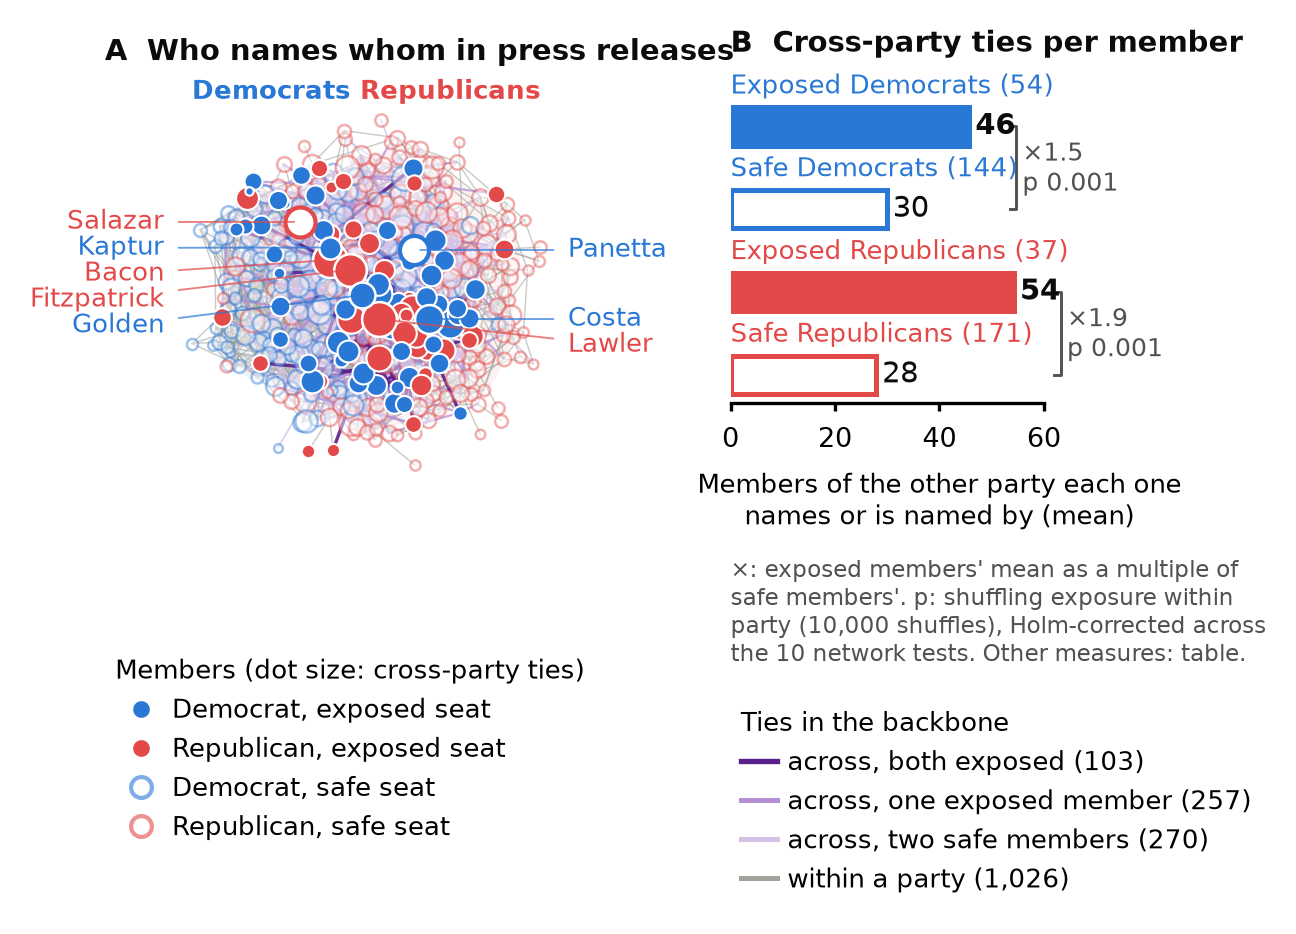 A Who names whom in press releases
Democrats Republicans
Salazar
Kaptur
Bacon
Fitzpatrick
Golden
Panetta
Costa
Lawler
Members (dot size: cross-party ties)
Democrat, exposed seat
Republican, exposed seat
Democrat, safe seat
Republican, safe seat
B Cross-party ties per member
Exposed Democrats (54)
46
Safe Democrats (144)
30
×1.5
p 0.001
Exposed Republicans (37)
54
Safe Republicans (171)
28
×1.9
p 0.001
0 20 40 60
Members of the other party each one
names or is named by (mean)
×: exposed members' mean as a multiple of
safe members'. p: shuffling exposure within
party (10,000 shuffles), Holm-corrected across
the 10 network tests. Other measures: table.
Ties in the backbone
across, both exposed (103)
across, one exposed member (257)
across, two safe members (270)
within a party (1,026)